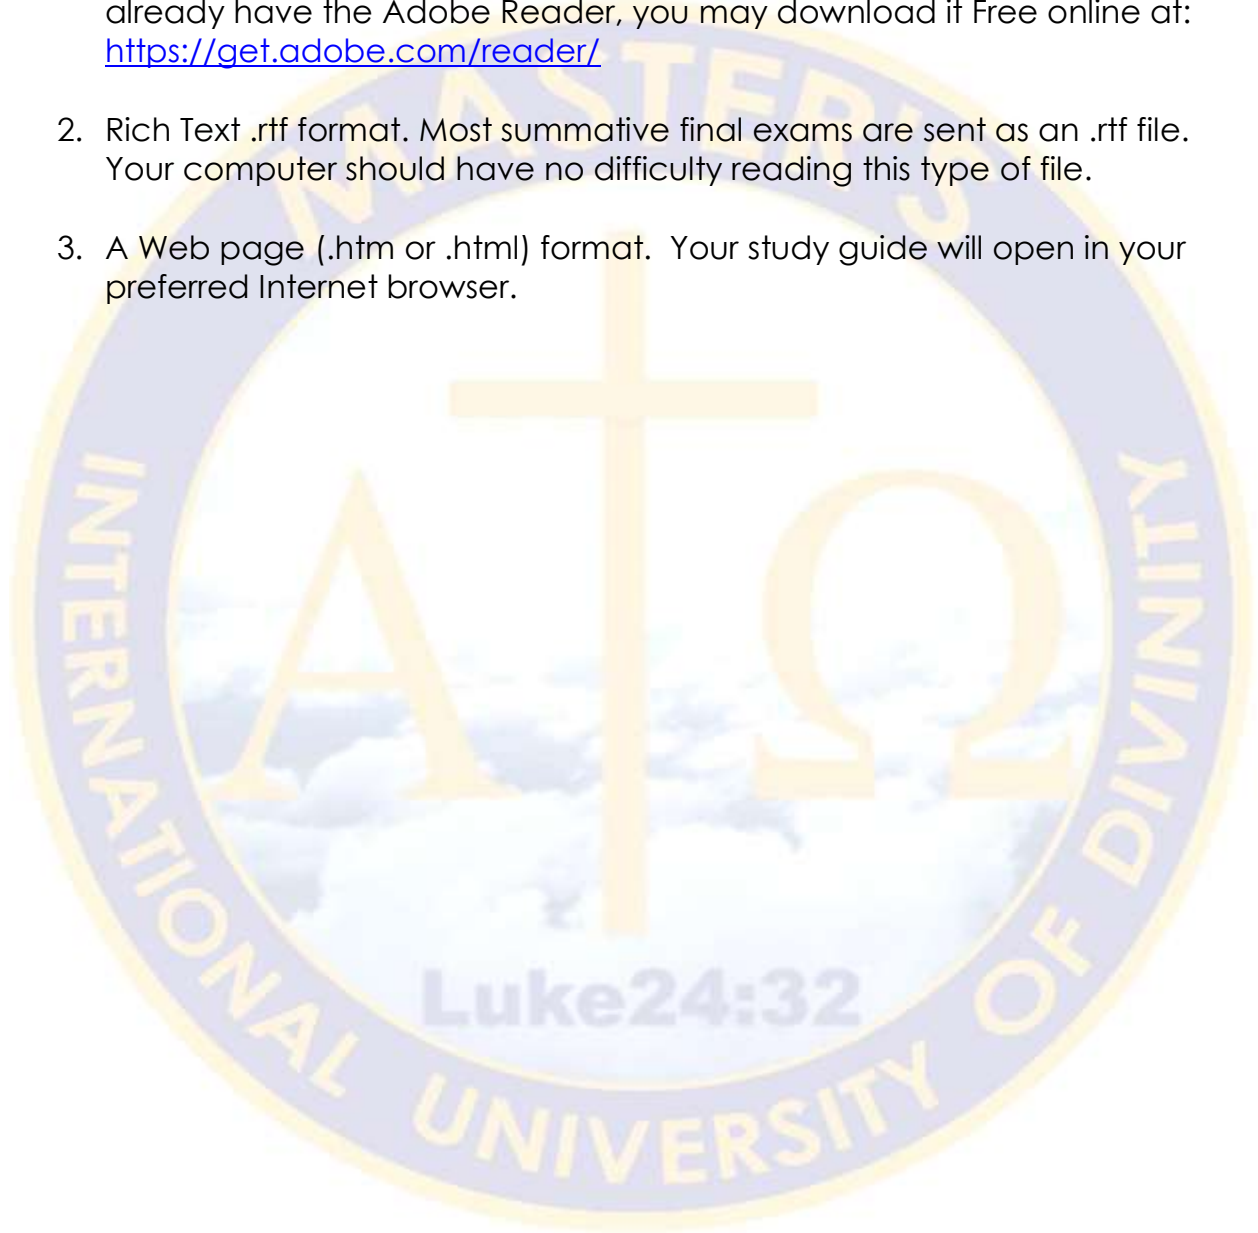 already have the Adobe Reader, you may download it Free online at:
https://get.adobe.com/reader/
2. Rich Text .rtf format. Most summative final exams are sent as an .rtf file.
Your computer should have no difficulty reading this type of file.
3. A Web page (.htm or .html) format.  Your study guide will open in your
preferred Internet browser.
MASTER'S
INTERNATIONAL UNIVERSITY OF DIVINITY
Α Ω
Luke24:32